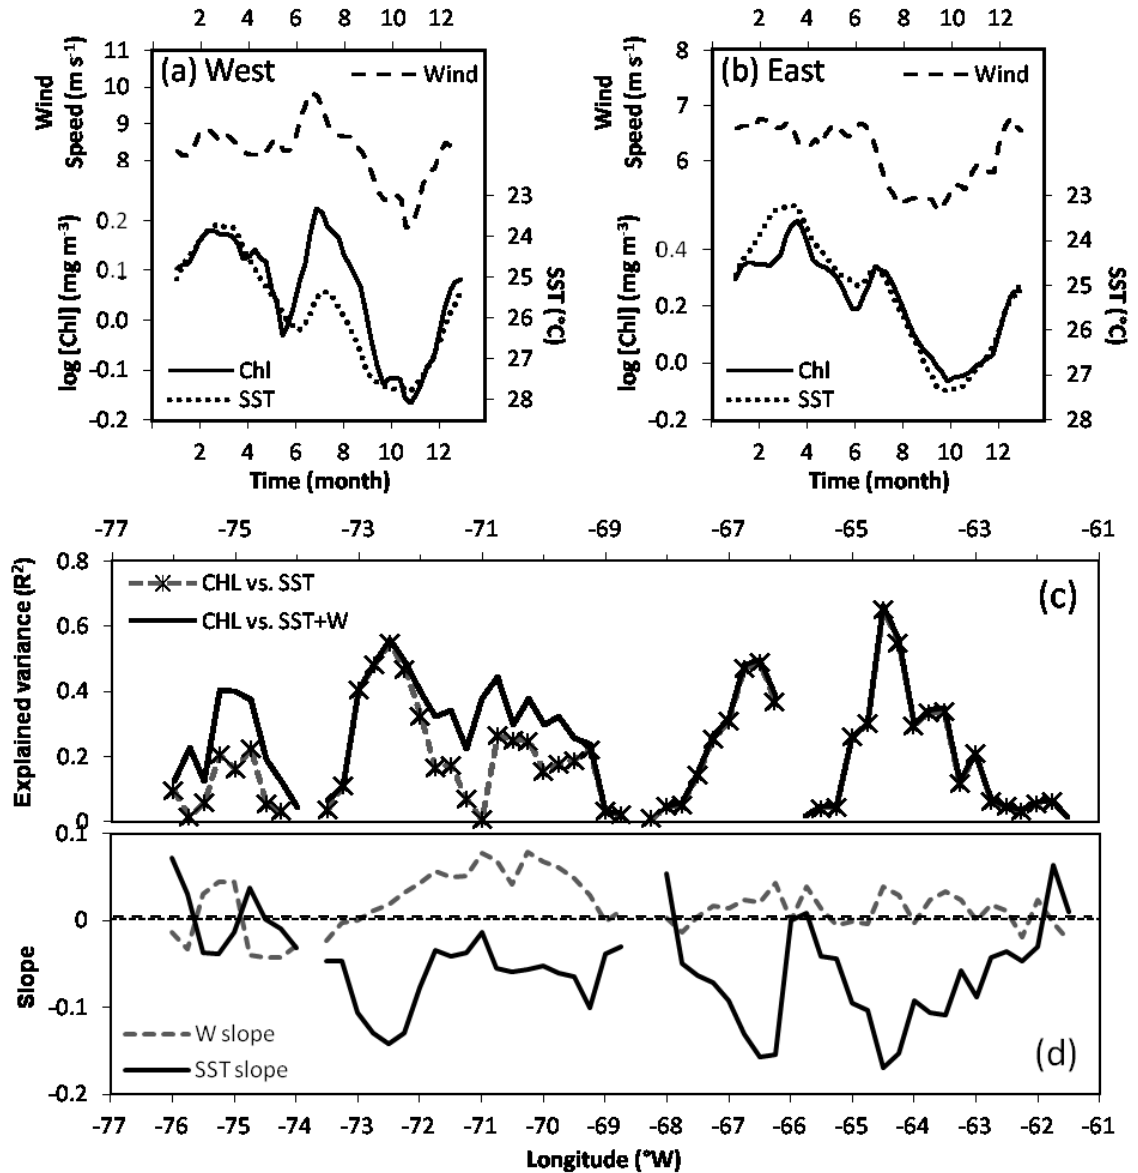 2 4 6 8 10 12
2 4 6 8 10 12
11
10
9
8
Wind
Speed (m s-1)
(a) West
Wind
8
7
6
Wind
Speed (m s-1)
(b) East
Wind
0.2
0.1
0.0
-0.1
-0.2
log [Chl] (mg m-3)
23
24
25
26
27
28
SST (°C)
Chl
SST
0.4
0.2
0.0
-0.2
log [Chl] (mg m-3)
23
24
25
26
27
28
SST (°C)
Chl
SST
2 4 6 8 10 12
Time (month)
2 4 6 8 10 12
Time (month)
-77 -75 -73 -71 -69 -67 -65 -63 -61
0.8
0.6
0.4
0.2
0
Explained variance (R2)
CHL vs. SST
CHL vs. SST+W
(c)
0.1
0
-0.1
-0.2
Slope
W slope
SST slope
(d)
-77 -76 -75 -74 -73 -72 -71 -70 -69 -68 -67 -66 -65 -64 -63 -62 -61
Longitude (°W)